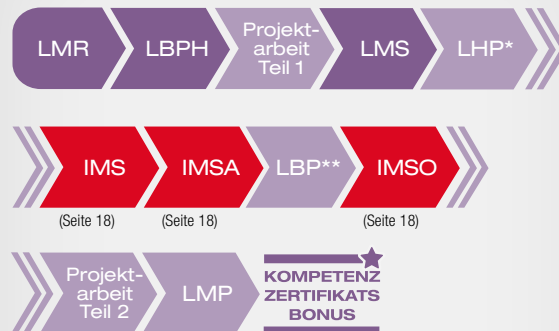 LMR
LBPH
Projekt-
arbeit
Teil 1
LMS
LHP*
IMS
IMSA
LBP**
IMSO
(Seite 18)
(Seite 18)
(Seite 18)
Projekt-
arbeit
Teil 2
LMP
KOMPETENZ
ZERTIFIKATS
BONUS